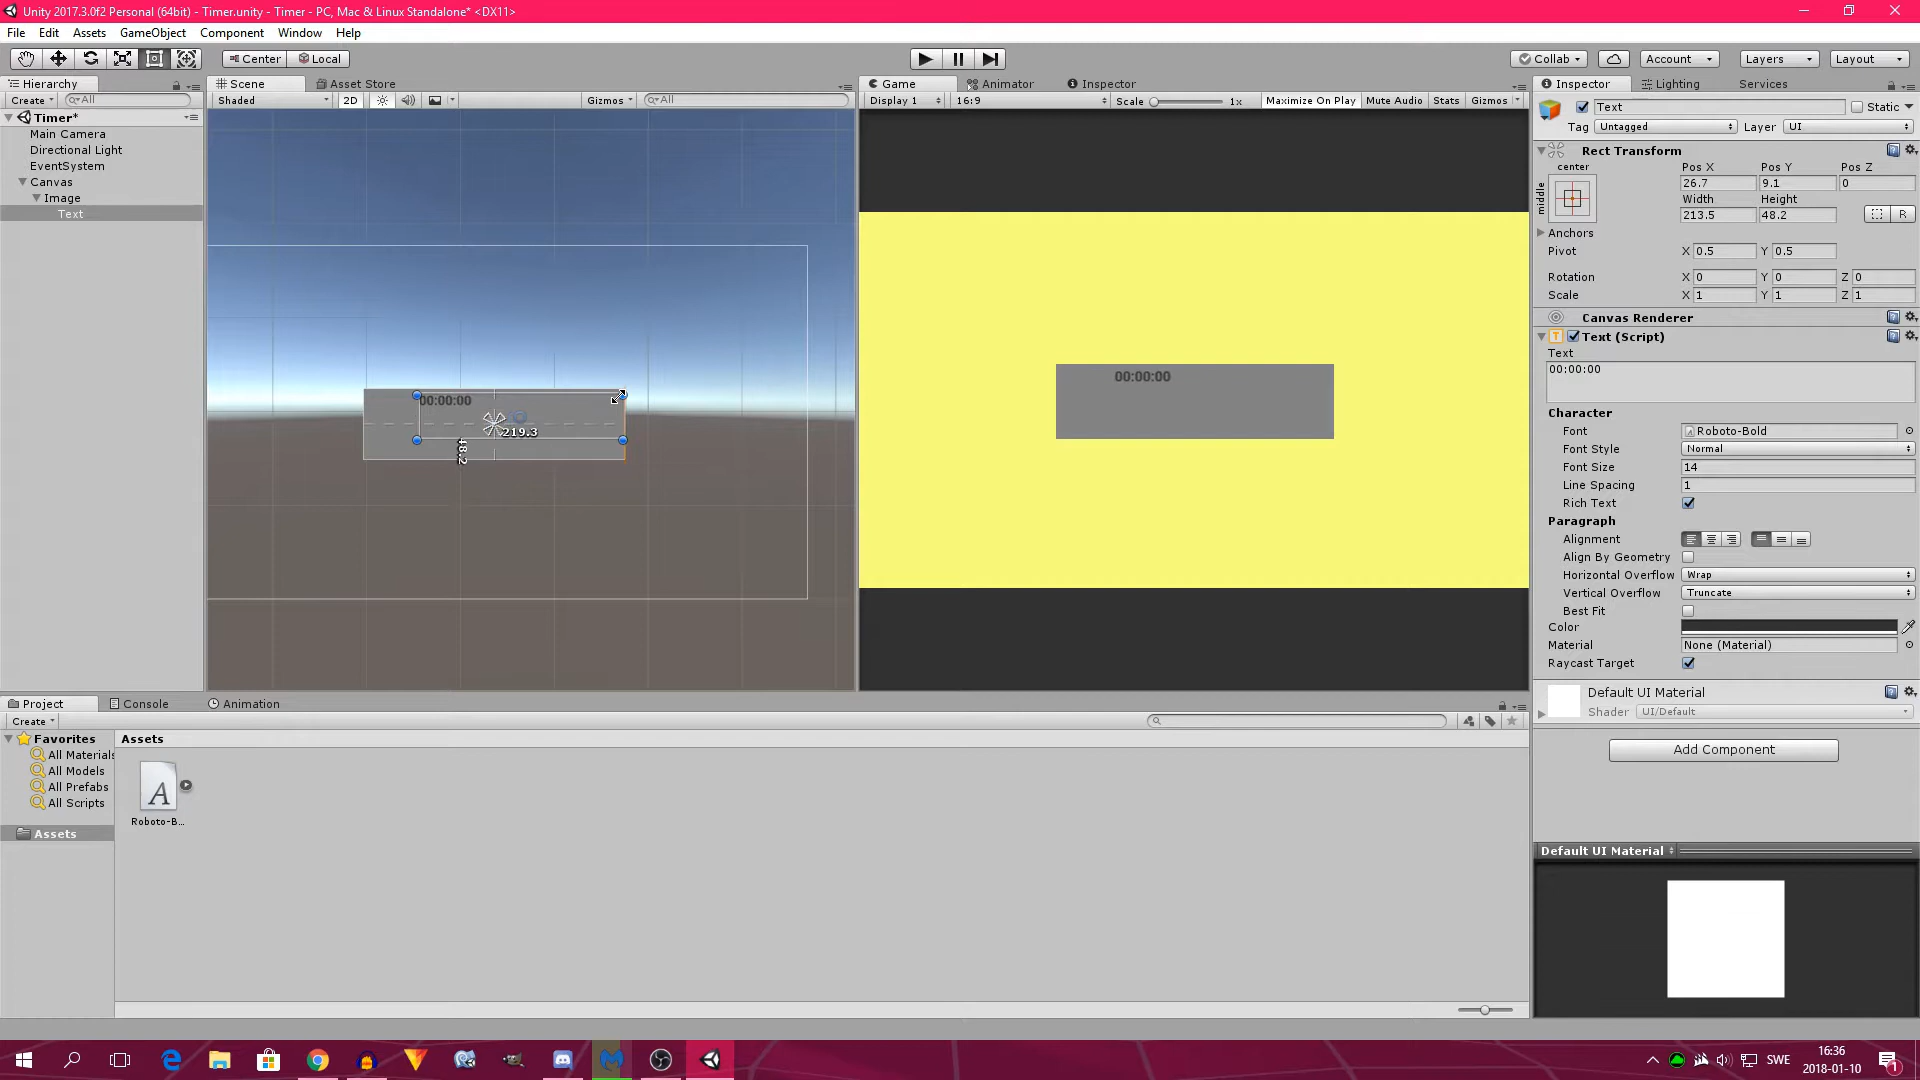 Unity 2017.3.0f2 Personal (64bit) - Timer.unity - Timer - PC, Mac & Linux Standalone* <DX11>
File Edit Assets GameObject Component Window Help
Center Local Collab Account Layers Layout
Hierarchy Scene Asset Store Game Animator Inspector Inspector Lighting Services
Create All Shaded 2D Gizmos All Display 1 16:9 Scale 1x Maximize On Play Mute Audio Stats Gizmos
Text Static
Timer*
Main Camera
Directional Light
EventSystem
Canvas
Image
Text
00:00:00
219.3
48.2
00:00:00
Tag Untagged Layer UI
Rect Transform
center
middle
Pos X Pos Y Pos Z
26.7 9.1 0
Width Height
213.5 48.2 R
Anchors
Pivot X 0.5 Y 0.5
Rotation X 0 Y 0 Z 0
Scale X 1 Y 1 Z 1
Canvas Renderer
Text (Script)
Text
00:00:00
Character
Font Roboto-Bold
Font Style Normal
Font Size 14
Line Spacing 1
Rich Text
Paragraph
Alignment
Align By Geometry
Horizontal Overflow Wrap
Vertical Overflow Truncate
Best Fit
Color
Material None (Material)
Raycast Target
Default UI Material
Shader UI/Default
Add Component
Default UI Material
Project Console Animation
Create
Favorites
All Materials
All Models
All Prefabs
All Scripts
Assets
Assets
A
Roboto-B...
SWE
16:36
2018-01-10
1